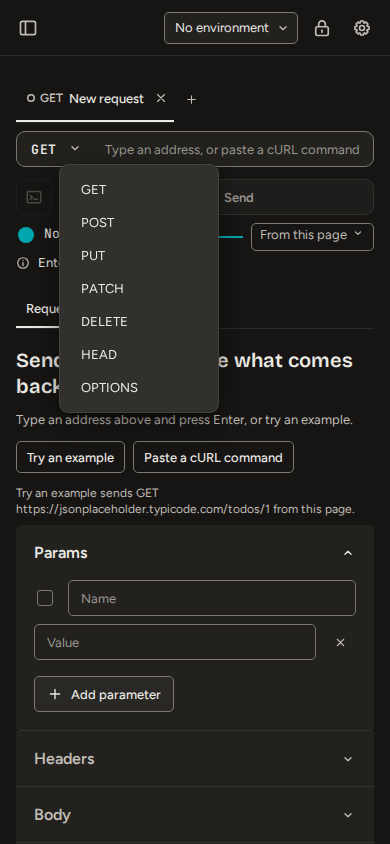 No environment
GET New request
GET
Type an address, or paste a cURL command
GET
POST
PUT
PATCH
DELETE
HEAD
OPTIONS
Send
From this page
what comes
Type an address above and press Enter, or try an example.
Try an example
Paste a cURL command
Try an example sends GET
https://jsonplaceholder.typicode.com/todos/1 from this page.
Params
Name
Value
Add parameter
Headers
Body